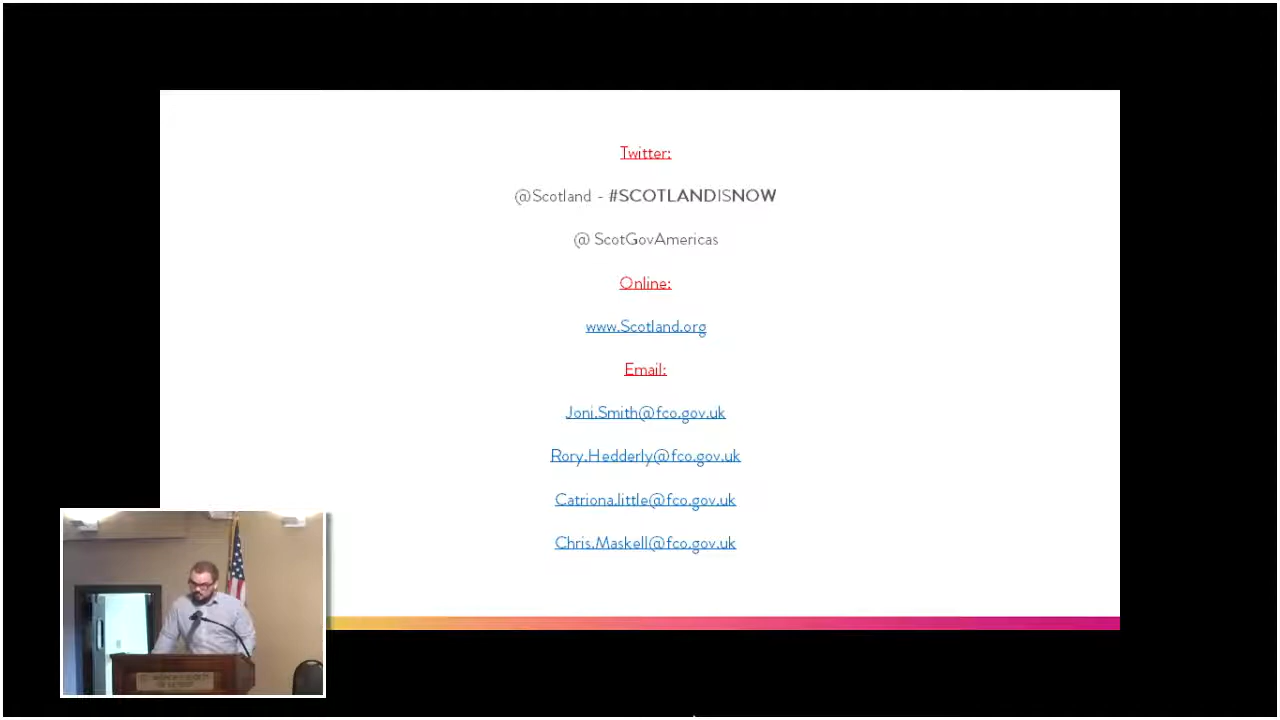 Twitter:
@Scotland - #SCOTLANDISNOW
@ ScotGovAmericas
Online:
www.Scotland.org
Email:
Joni.Smith@fco.gov.uk
Rory.Hedderly@fco.gov.uk
Catriona.little@fco.gov.uk
Chris.Maskell@fco.gov.uk